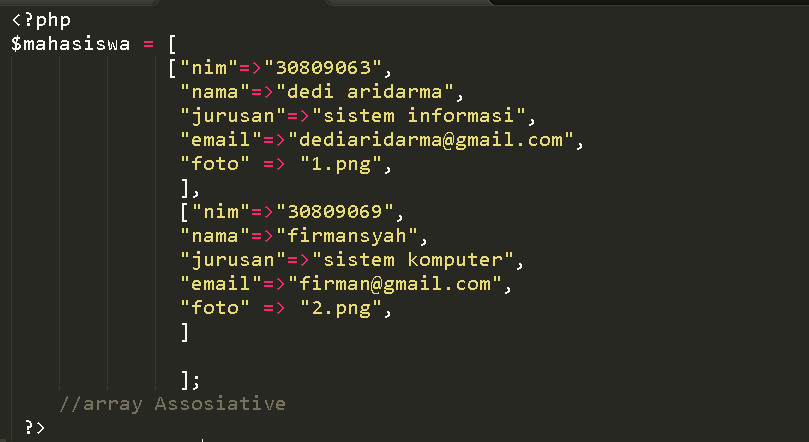 <?php
$mahasiswa = [
["nim"=>"30809063",
"nama"=>"dedi aridarma",
"jurusan"=>"sistem informasi",
"email"=>"dediaridarma@gmail.com",
"foto" => "1.png",
],
["nim"=>"30809069",
"nama"=>"firmansyah",
"jurusan"=>"sistem komputer",
"email"=>"firman@gmail.com",
"foto" => "2.png",
]
];
//array Assosiative
?>